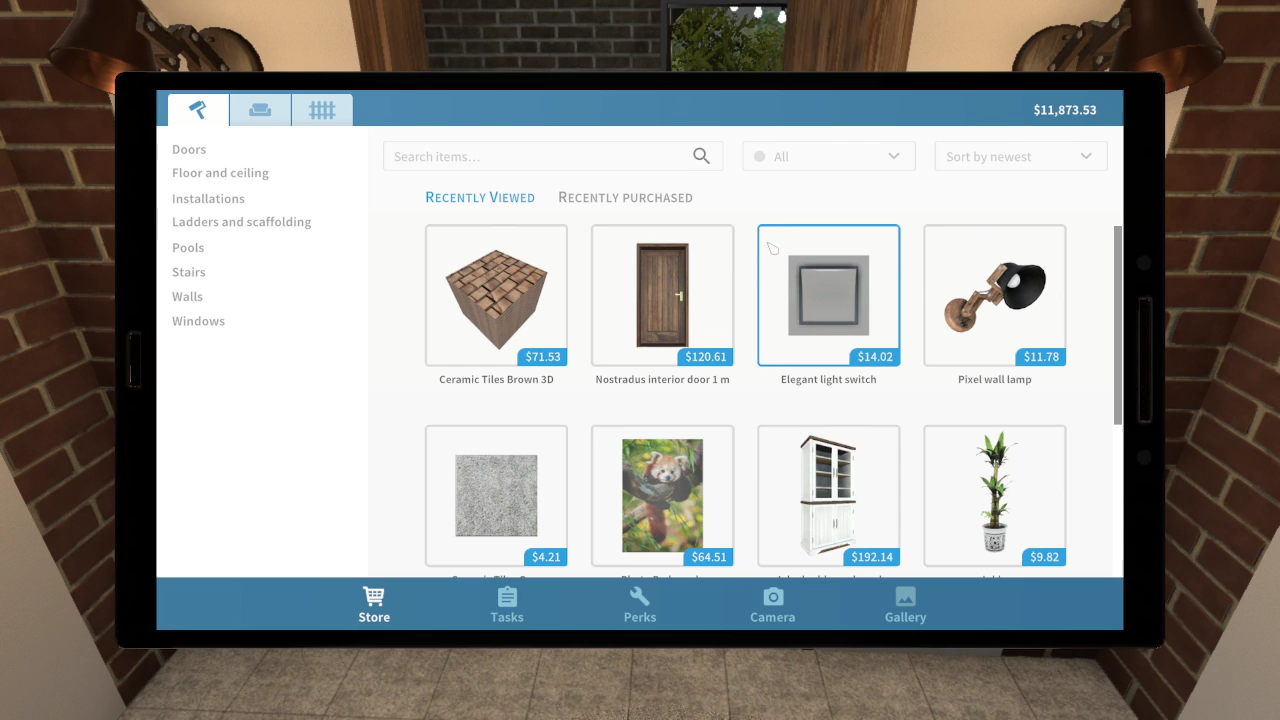 $11,873.53
Doors
Floor and ceiling
Installations
Ladders and scaffolding
Pools
Stairs
Walls
Windows
Search items...
All
Sort by newest
Recently Viewed
Recently purchased
$71.53
$120.61
$14.02
$11.78
Ceramic Tiles Brown 3D
Nostradus interior door 1 m
Elegant light switch
Pixel wall lamp
$4.21
$64.51
$192.14
$9.82
Store
Tasks
Perks
Camera
Gallery